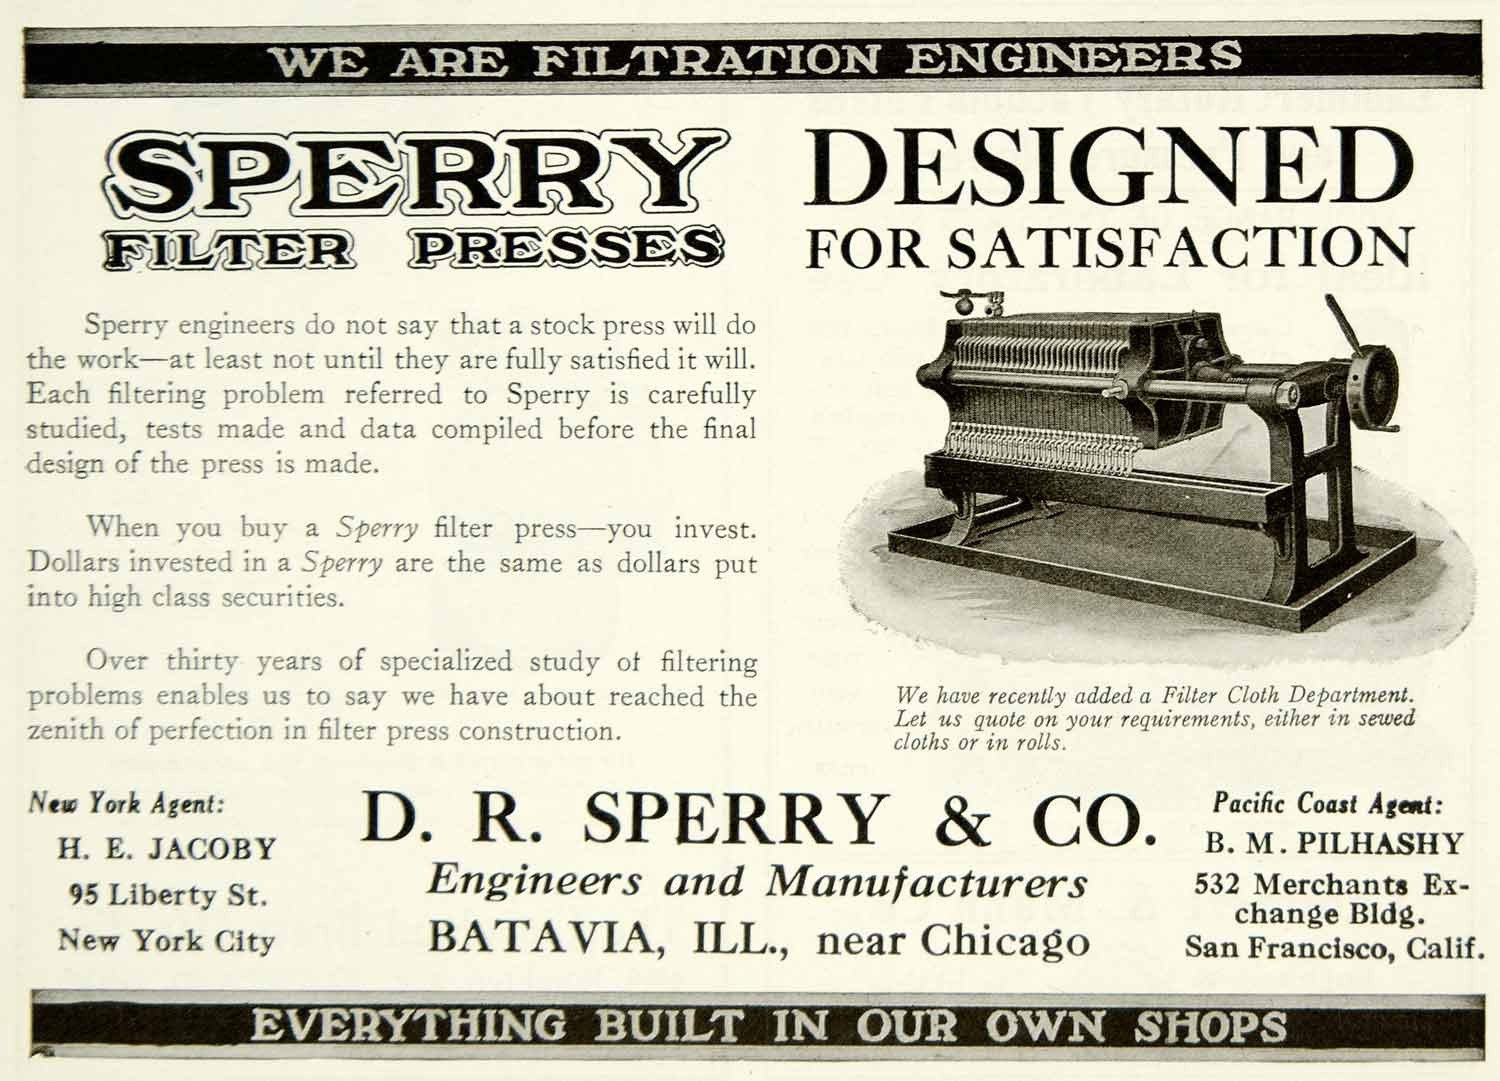 WE ARE FILTRATION ENGINEERS
SPERRY
FILTER PRESSES
DESIGNED
FOR SATISFACTION
Sperry engineers do not say that a stock press will do
the work—at least not until they are fully satisfied it will.
Each filtering problem referred to Sperry is carefully
studied, tests made and data compiled before the final
design of the press is made.
When you buy a Sperry filter press—you invest.
Dollars invested in a Sperry are the same as dollars put
into high class securities.
Over thirty years of specialized study of filtering
problems enables us to say we have about reached the
zenith of perfection in filter press construction.
We have recently added a Filter Cloth Department.
Let us quote on your requirements, either in sewed
cloths or in rolls.
New York Agent:
H. E. JACOBY
95 Liberty St.
New York City
D. R. SPERRY & CO.
Engineers and Manufacturers
BATAVIA, ILL., near Chicago
Pacific Coast Agent:
B. M. PILHASHY
532 Merchants Ex-
change Bldg.
San Francisco, Calif.
EVERYTHING BUILT IN OUR OWN SHOPS